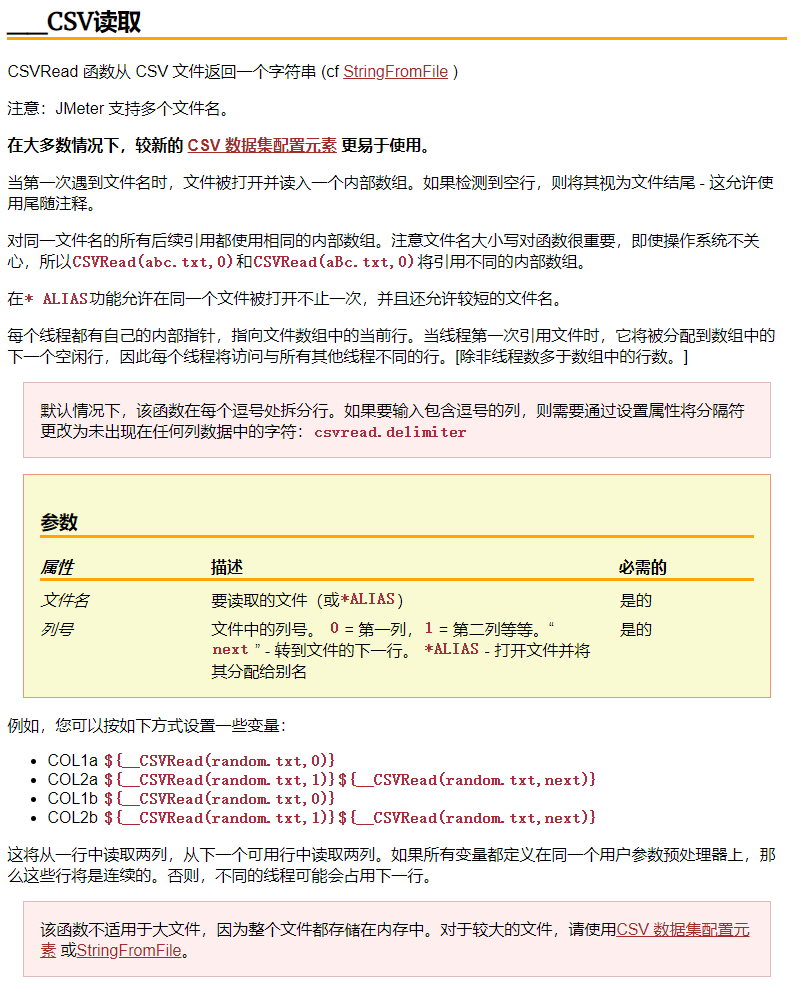 __CSV读取
CSVRead 函数从 CSV 文件返回一个字符串 (cf StringFromFile )
注意：JMeter 支持多个文件名。
在大多数情况下，较新的 CSV 数据集配置元素 更易于使用。
当第一次遇到文件名时，文件被打开并读入一个内部数组。如果检测到空行，则将其视为文件结尾 - 这允许使
用尾随注释。
对同一文件名的所有后续引用都使用相同的内部数组。注意文件名大小写对函数很重要，即使操作系统不关
心，所以CSVRead(abc.txt,0)和CSVRead(aBc.txt,0)将引用不同的内部数组。
在* ALIAS功能允许在同一个文件被打开不止一次，并且还允许较短的文件名。
每个线程都有自己的内部指针，指向文件数组中的当前行。当线程第一次引用文件时，它将被分配到数组中的
下一个空闲行，因此每个线程将访问与所有其他线程不同的行。[除非线程数多于数组中的行数。]
默认情况下，该函数在每个逗号处拆分行。如果要输入包含逗号的列，则需要通过设置属性将分隔符
更改为未出现在任何列数据中的字符：csvread.delimiter
参数
属性 描述 必需的
文件名 要读取的文件（或*ALIAS） 是的
列号 文件中的列号。 0 = 第一列，1 = 第二列等等。“ 是的
next ” - 转到文件的下一行。 *ALIAS - 打开文件并将
其分配给别名
例如，您可以按如下方式设置一些变量：
• COL1a ${__CSVRead(random.txt,0)}
• COL2a ${__CSVRead(random.txt,1)}${__CSVRead(random.txt,next)}
• COL1b ${__CSVRead(random.txt,0)}
• COL2b ${__CSVRead(random.txt,1)}${__CSVRead(random.txt,next)}
这将从一行中读取两列，从下一个可用行中读取两列。如果所有变量都定义在同一个用户参数预处理器上，那
么这些行将是连续的。否则，不同的线程可能会占用下一行。
该函数不适用于大文件，因为整个文件都存储在内存中。对于较大的文件，请使用CSV 数据集配置元
素 或StringFromFile。